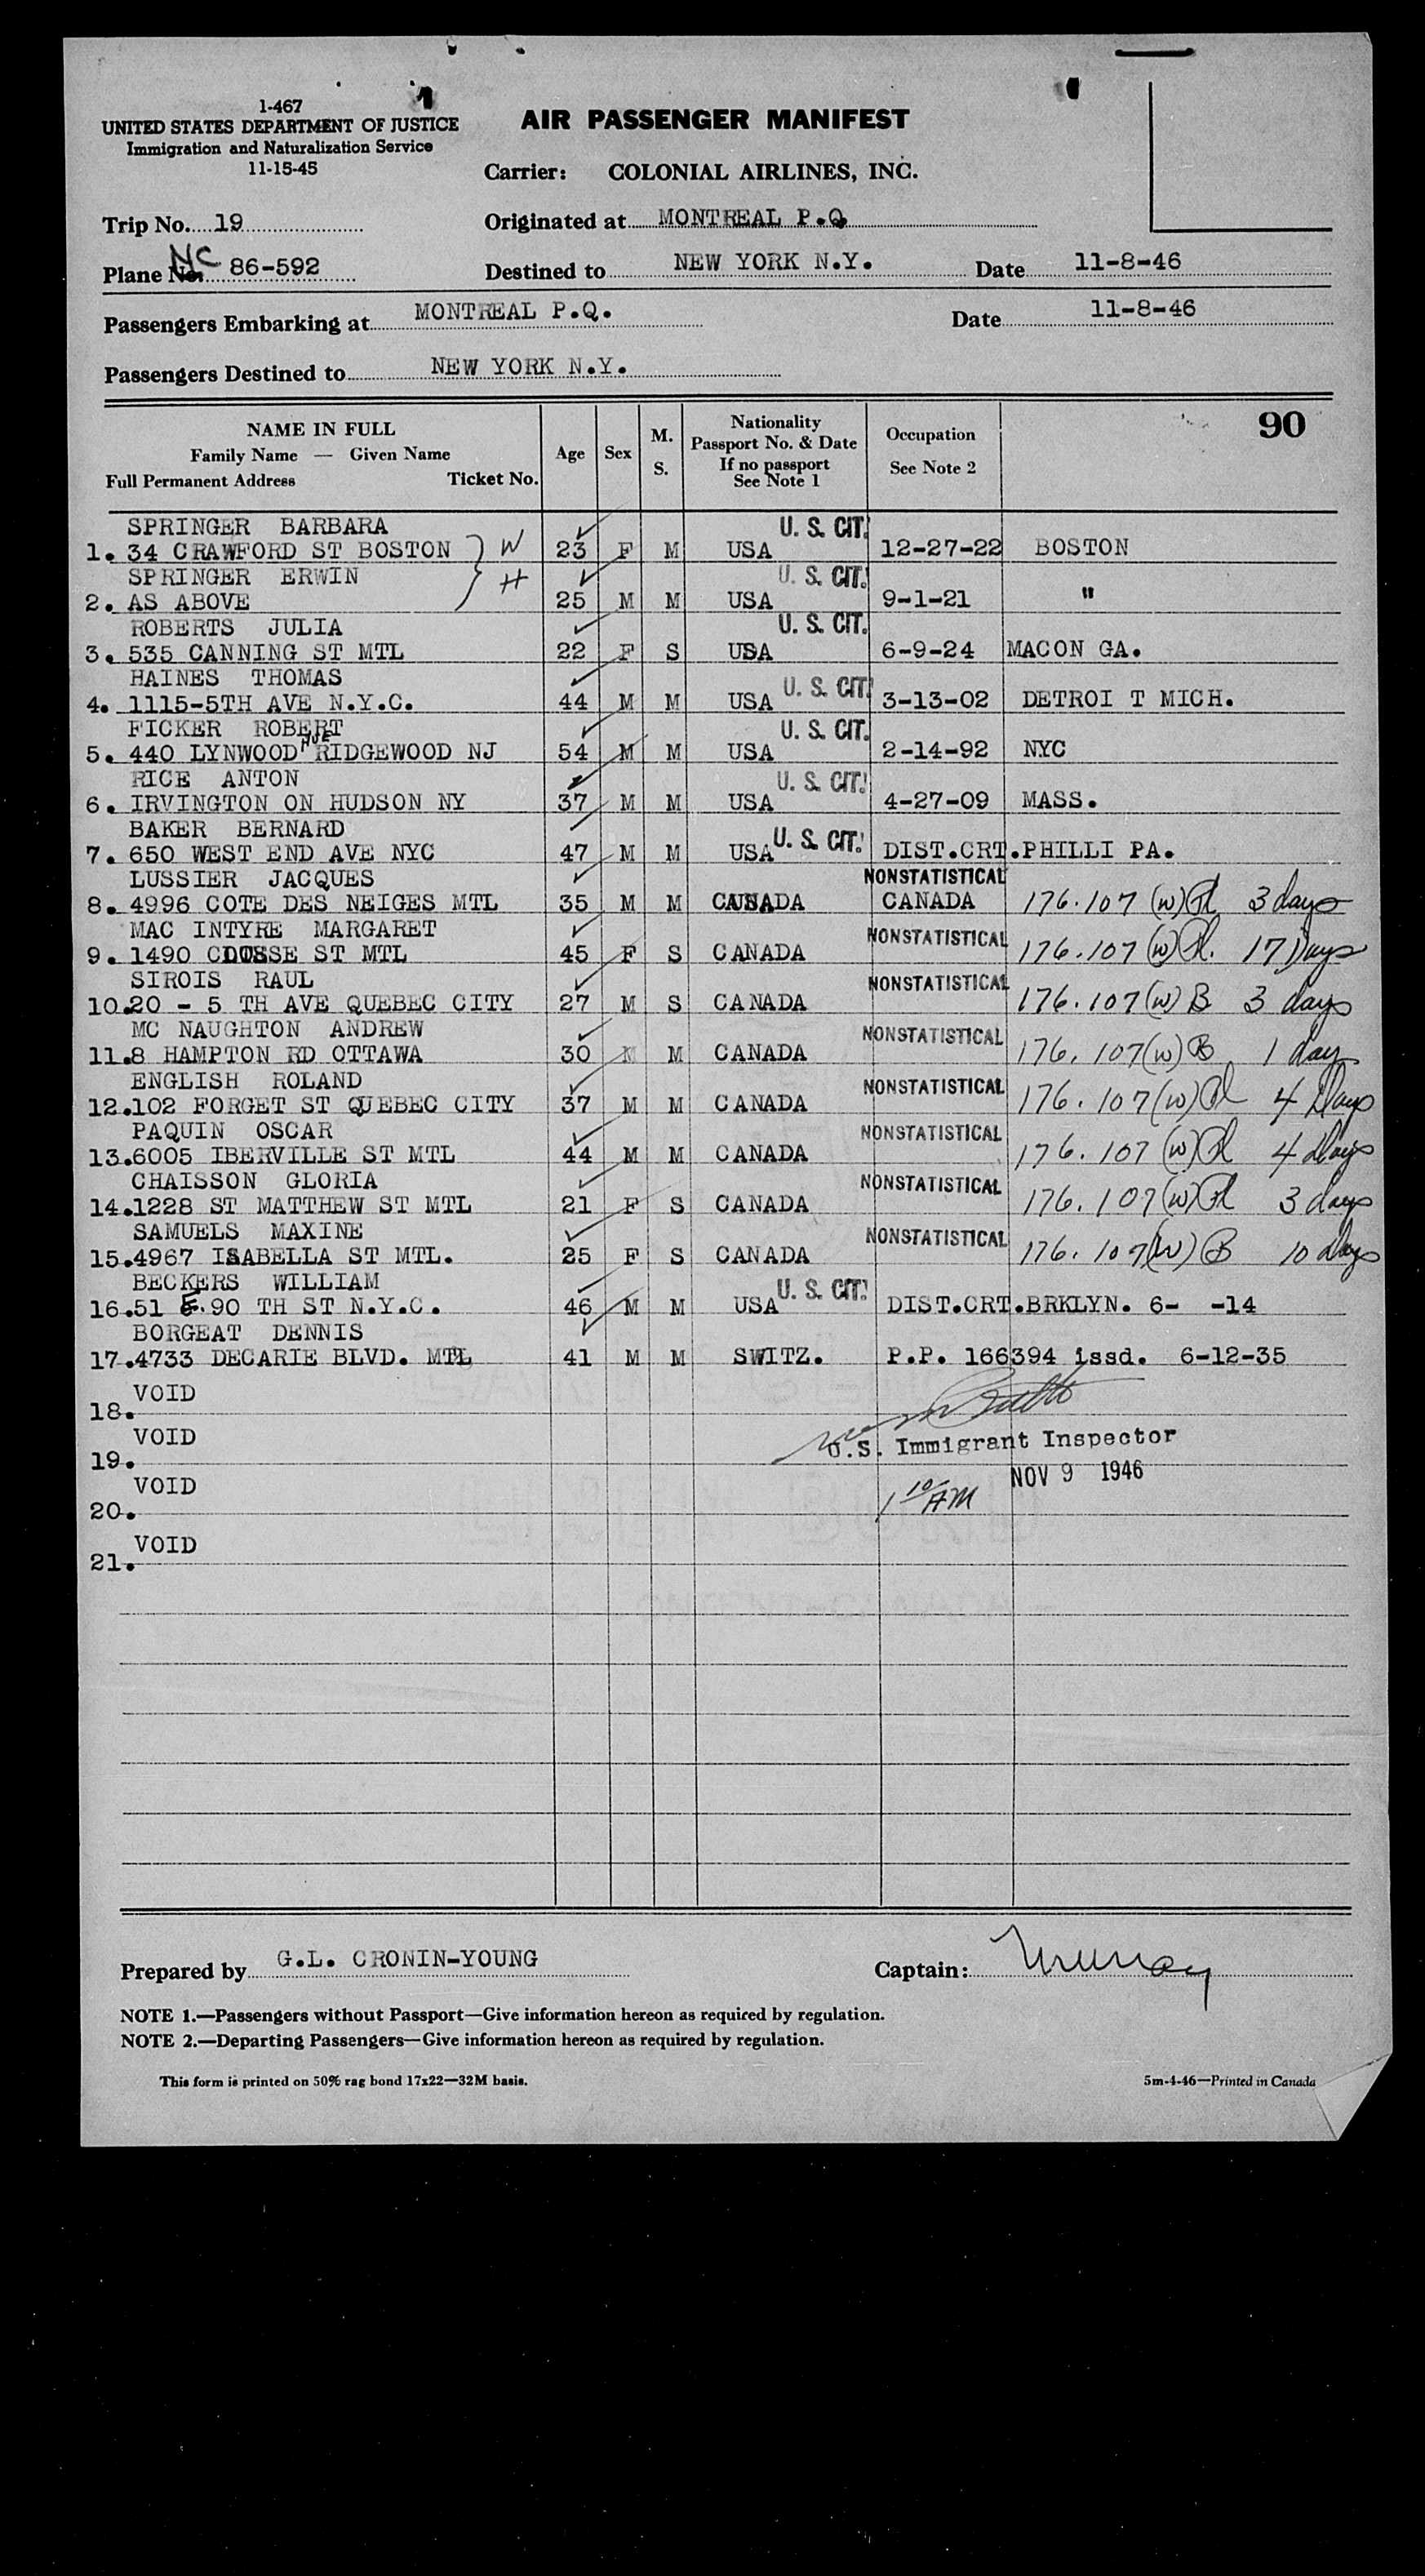 1-467
UNITED STATES DEPARTMENT OF JUSTICE
Immigration and Naturalization Service
11-15-45
AIR PASSENGER MANIFEST
Carrier: COLONIAL AIRLINES, INC.
Trip No. 19
Originated at MONTREAL P.Q.
Plane No. NC 86-592
Destined to NEW YORK N.Y. Date 11-8-46
Passengers Embarking at MONTREAL P.Q. Date 11-8-46
Passengers Destined to NEW YORK N.Y.
NAME IN FULL
Family Name — Given Name
Full Permanent Address Ticket No.
Age Sex M. S.
Nationality
Passport No. & Date
If no passport
See Note 1
Occupation
See Note 2
90
SPRINGER BARBARA U. S. CIT.
1. 34 CRAWFORD ST BOSTON W 23 F M USA 12-27-22 BOSTON
SPRINGER ERWIN H U. S. CIT.
2. AS ABOVE 25 M M USA 9-1-21 "
ROBERTS JULIA U. S. CIT.
3. 535 CANNING ST MTL 22 F S USA 6-9-24 MACON GA.
HAINES THOMAS U. S. CIT.
4. 1115-5TH AVE N.Y.C. 44 M M USA 3-13-02 DETROI T MICH.
FICKER ROBERT U. S. CIT.
5. 440 LYNWOOD AVE RIDGEWOOD NJ 54 M M USA 2-14-92 NYC
RICE ANTON U. S. CIT.
6. IRVINGTON ON HUDSON NY 37 M M USA 4-27-09 MASS.
BAKER BERNARD U. S. CIT.
7. 650 WEST END AVE NYC 47 M M USA DIST.CRT.PHILLI PA.
LUSSIER JACQUES NONSTATISTICAL
8. 4996 COTE DES NEIGES MTL 35 M M CANADA CANADA 176.107 (W) 3 days
MAC INTYRE MARGARET NONSTATISTICAL
9. 1490 ST MTL 45 F S CANADA 176.107 (W) 17 Days
SIROIS RAUL NONSTATISTICAL
10.20 - 5 TH AVE QUEBEC CITY 27 M S CANADA 176.107 (W) B 3 days
MC NAUGHTON ANDREW NONSTATISTICAL
11.8 HAMPTON RD OTTAWA 30 M M CANADA 176.107 (W) B 1 day
ENGLISH ROLAND NONSTATISTICAL
12.102 FORGET ST QUEBEC CITY 37 M M CANADA 176.107 (W) 4 Days
PAQUIN OSCAR NONSTATISTICAL
13.6005 IBERVILLE ST MTL 44 M M CANADA 176.107 (W) 4 days
CHAISSON GLORIA NONSTATISTICAL
14.1228 ST MATTHEW ST MTL 21 F S CANADA 176.107 (W) 3 days
SAMUELS MAXINE NONSTATISTICAL
15.4967 ISABELLA ST MTL. 25 F S CANADA 176.107 (W) B 10 days
BECKERS WILLIAM U. S. CIT.
16.51 E.90 TH ST N.Y.C. 46 M M USA DIST.CRT.BRKLYN. 6- -14
BORGEAT DENNIS
17.4733 DECARIE BLVD. MTL 41 M M SWITZ. P.P. 166394 issd. 6-12-35
VOID
18.
VOID
U.S. Immigrant Inspector
19.
NOV 9 1946
VOID
1 10/ AM
20.
VOID
21.
Prepared by G.L. CRONIN-YOUNG
Captain: Murray
NOTE 1.—Passengers without Passport—Give information hereon as required by regulation.
NOTE 2.—Departing Passengers—Give information hereon as required by regulation.
This form is printed on 50% rag bond 17x22—32M basis.
5m-4-46—Printed in Canada